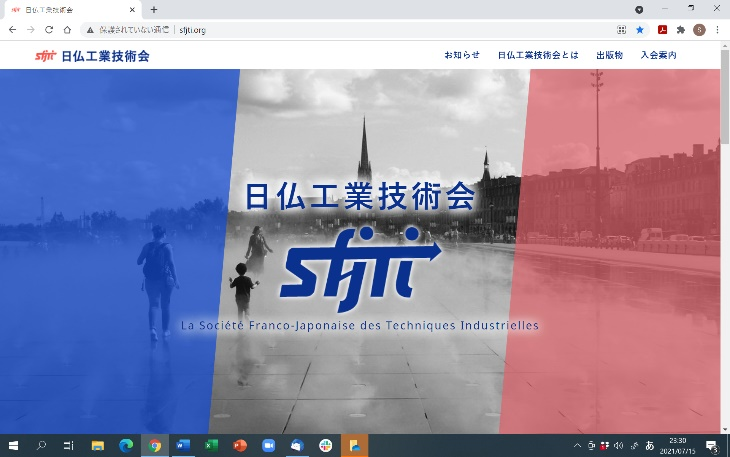 sfjti 日仏工業技術会
保護されていない通信 | sfjti.org
S
sfjti 日仏工業技術会
お知らせ 日仏工業技術会とは 出版物 入会案内
日仏工業技術会
sfjti
La Société Franco-Japonaise des Techniques Industrielles
あ
23:30
2021/07/15